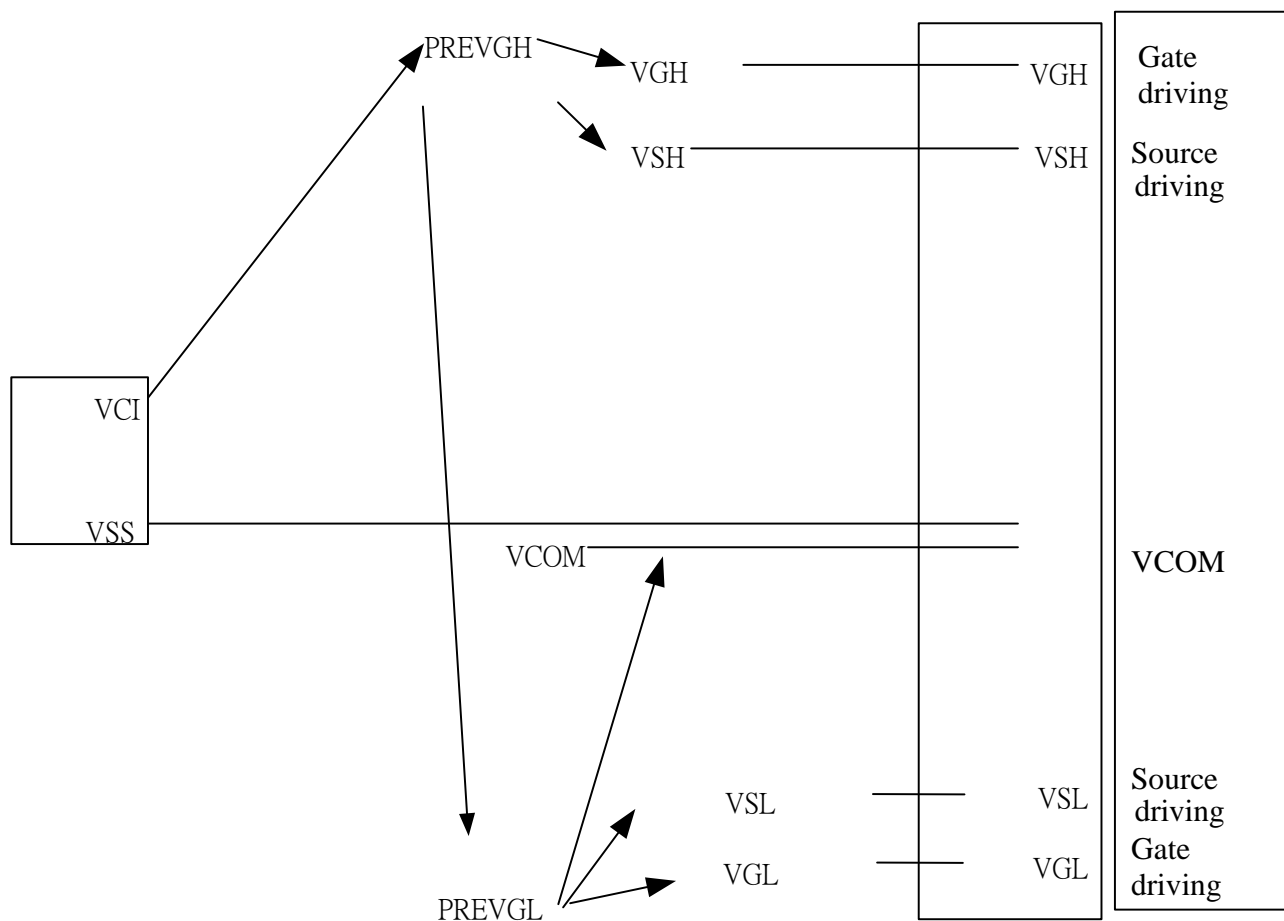 PREVGH
VGH
VGH
Gate
driving
VSH
VSH
Source
driving
VCI
VSS
VCOM
VCOM
VSL
VSL
Source
driving
VGL
VGL
Gate
driving
PREVGL